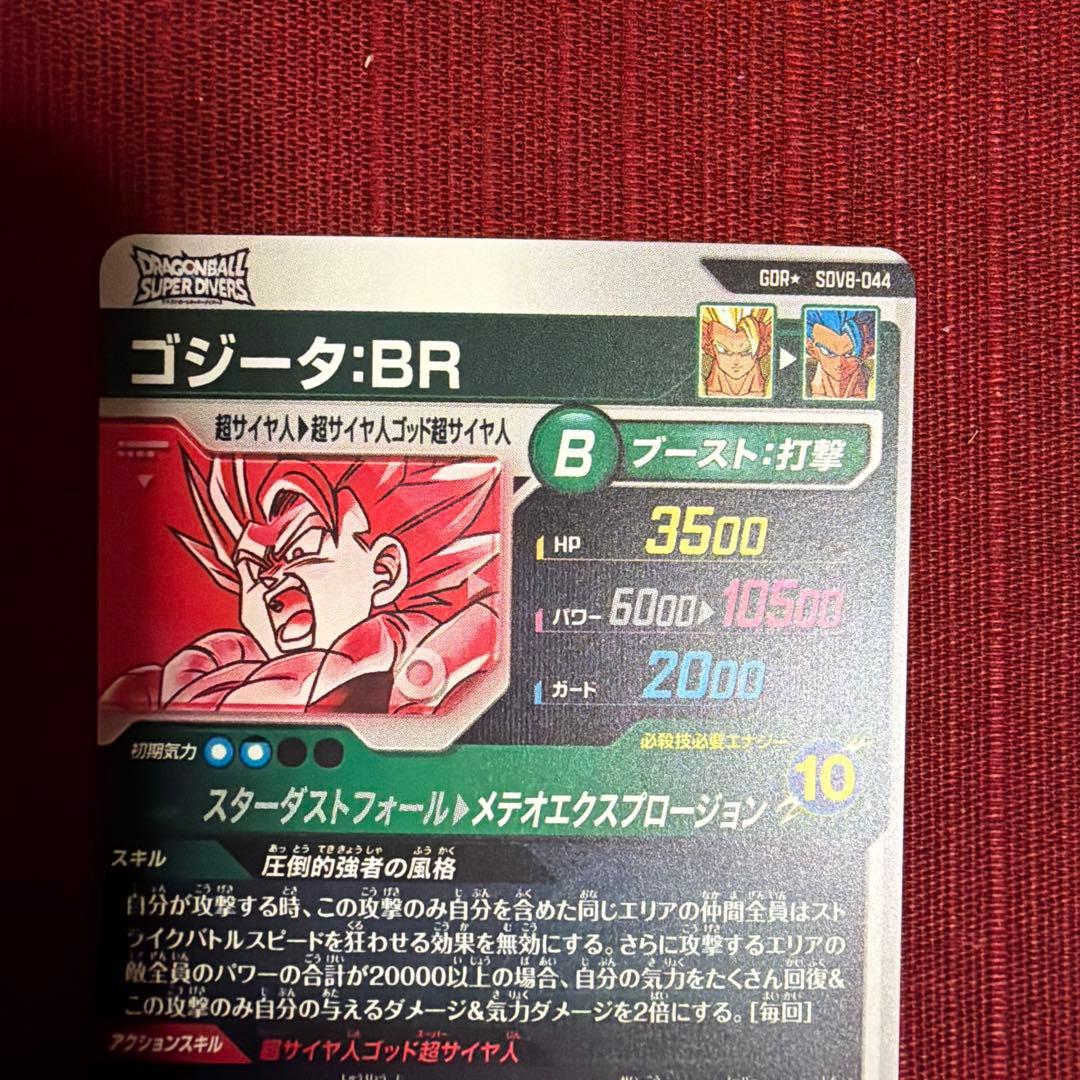 DRAGONBALL
SUPER DIVERS
GDR★ SDV8-044
ゴジータ:BR
超サイヤ人▶超サイヤ人ゴッド超サイヤ人
B ブースト:打撃
HP 3500
パワー 6000▶10500
ガード 2000
初期気力
必殺技必要エナジー
10
スターダストフォール▶メテオエクスプロージョン
スキル 圧倒的強者の風格
自分が攻撃する時、この攻撃のみ自分を含めた同じエリアの仲間全員はスト
ライクバトルスピードを狂わせる効果を無効にする。さらに攻撃するエリアの
敵全員のパワーの合計が20000以上の場合、自分の気力をたくさん回復&
この攻撃のみ自分の与えるダメージ&気力ダメージを2倍にする。[毎回]
アクションスキル 超サイヤ人ゴッド超サイヤ人